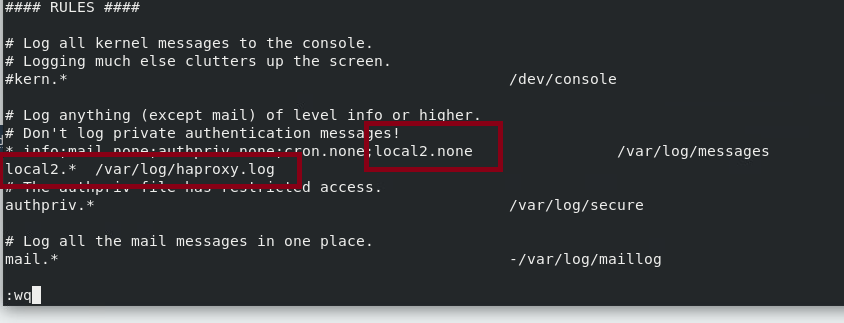 #### RULES ####
# Log all kernel messages to the console.
# Logging much else clutters up the screen.
#kern.* /dev/console
# Log anything (except mail) of level info or higher.
# Don't log private authentication messages!
*.info;mail.none;authpriv.none;cron.none;local2.none /var/log/messages
local2.* /var/log/haproxy.log
# The authpriv file has restricted access.
authpriv.* /var/log/secure
# Log all the mail messages in one place.
mail.* -/var/log/maillog
:wq